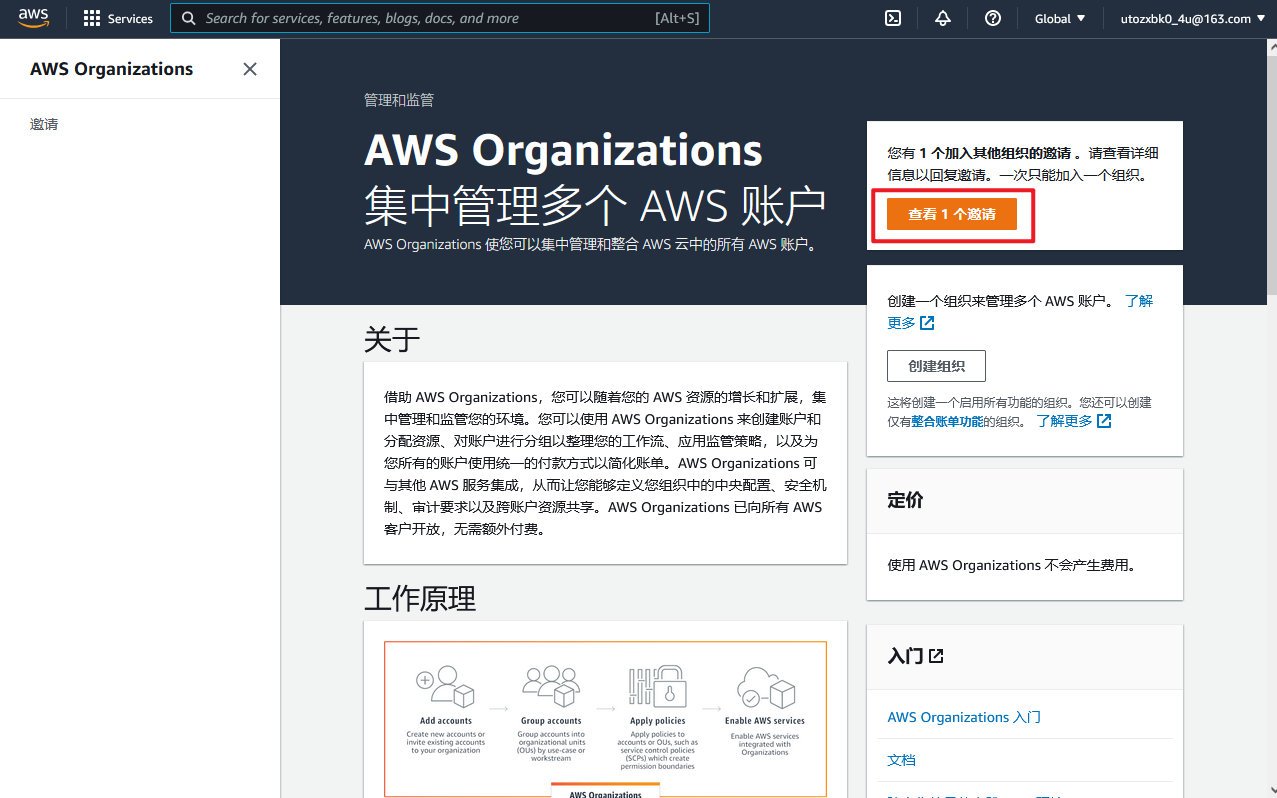 aws
Services
Search for services, features, blogs, docs, and more
[Alt+S]
Global
utozxbk0_4u@163.com
AWS Organizations
邀请
管理和监管
AWS Organizations
集中管理多个 AWS 账户
AWS Organizations 使您可以集中管理和整合 AWS 云中的所有 AWS 账户。
您有 1 个加入其他组织的邀请 。请查看详细
信息以回复邀请。一次只能加入一个组织。
查看 1 个邀请
创建一个组织来管理多个 AWS 账户。 了解
更多
创建组织
这将创建一个启用所有功能的组织。您还可以创建
仅有整合账单功能的组织。 了解更多
关于
借助 AWS Organizations，您可以随着您的 AWS 资源的增长和扩展，集
中管理和监管您的环境。您可以使用 AWS Organizations 来创建账户和
分配资源、对账户进行分组以整理您的工作流、应用监管策略，以及为
您所有的账户使用统一的付款方式以简化账单。AWS Organizations 可
与其他 AWS 服务集成，从而让您能够定义您组织中的中央配置、安全机
制、审计要求以及跨账户资源共享。AWS Organizations 已向所有 AWS
客户开放，无需额外付费。
定价
使用 AWS Organizations 不会产生费用。
工作原理
Add accounts
Create new accounts or
invite existing accounts
to your organization
Group accounts
Group accounts into
organizational units
(OUs) by use-case or
workstream
Apply policies
Apply policies to
accounts or OUs, such as
service control policies
(SCPs) which create
permission boundaries
Enable AWS services
Enable AWS services
integrated with
Organizations
AWS Organizations
入门
AWS Organizations 入门
文档